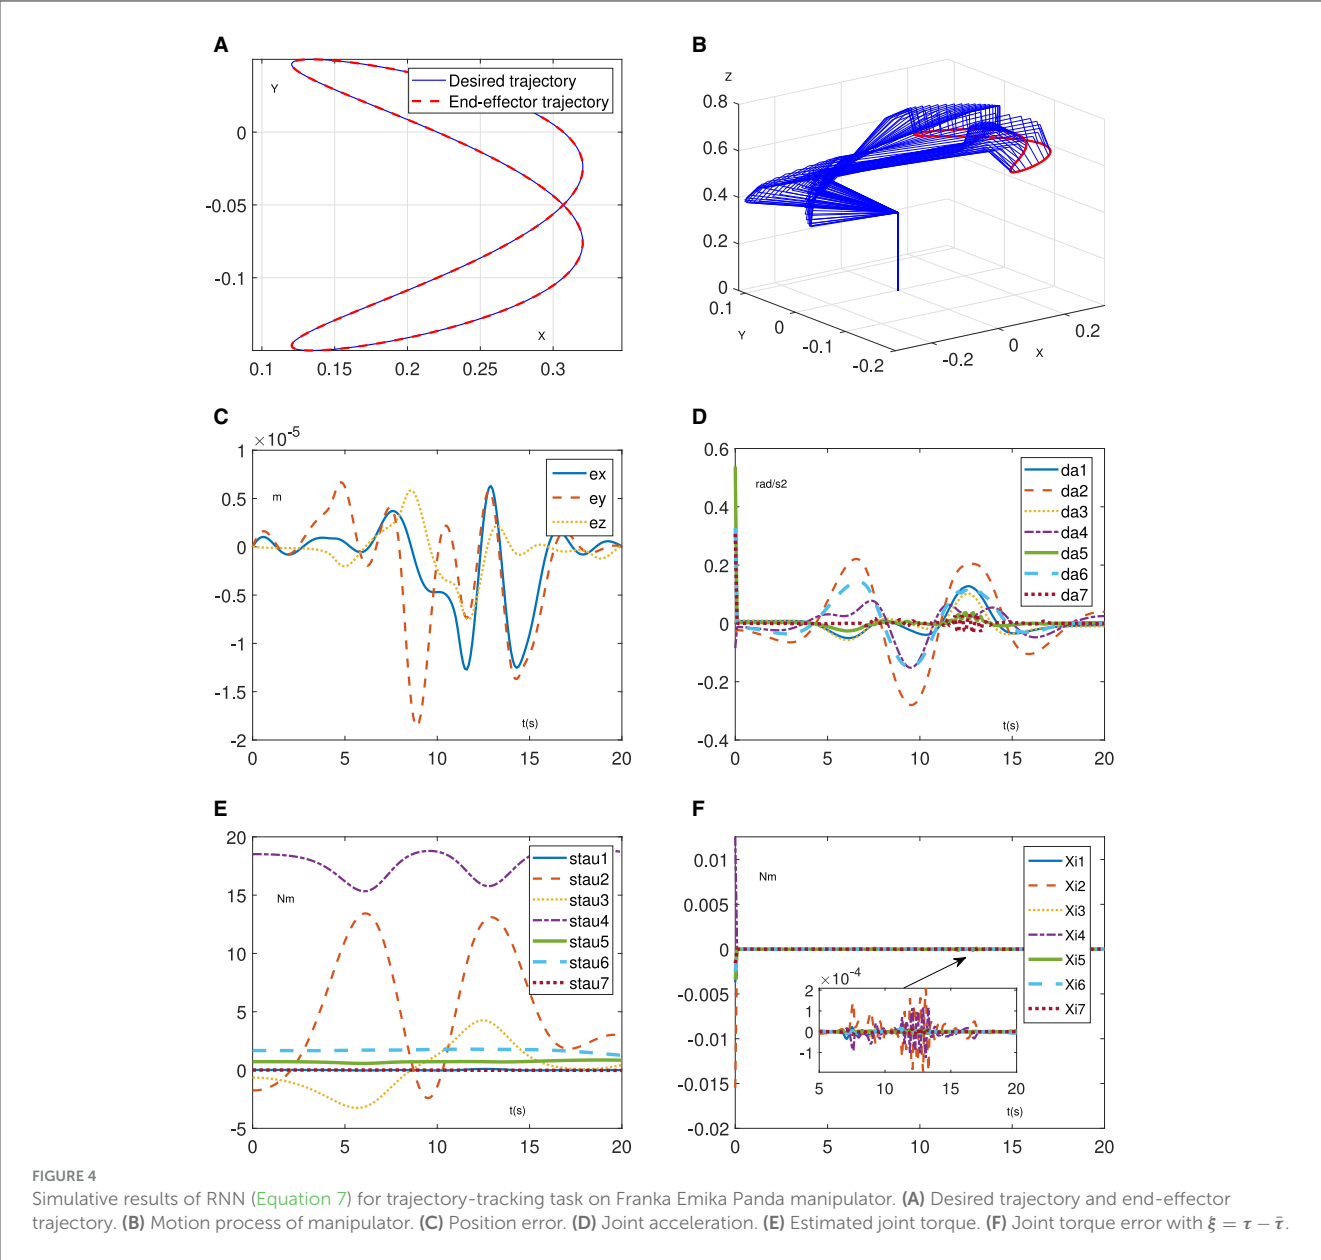 A
Y
Desired trajectory
End-effector trajectory
0
-0.05
-0.1
X
0.1 0.15 0.2 0.25 0.3
B
Z
0.8
0.6
0.4
0.2
0
0.1
0
-0.1
-0.2
Y
-0.2
0
0.2
X
C
×10^-5
1
0.5
0
-0.5
-1
-1.5
-2
m
ex
ey
ez
t(s)
0 5 10 15 20
D
0.6
0.4
0.2
0
-0.2
-0.4
rad/s2
da1
da2
da3
da4
da5
da6
da7
t(s)
0 5 10 15 20
E
20
15
10
5
0
-5
Nm
stau1
stau2
stau3
stau4
stau5
stau6
stau7
t(s)
0 5 10 15 20
F
0.01
0.005
0
-0.005
-0.01
-0.015
-0.02
Nm
Xi1
Xi2
Xi3
Xi4
Xi5
Xi6
Xi7
×10^-4
2
1
0
-1
5 10 15 20
t(s)
0 5 10 15 20
FIGURE 4
Simulative results of RNN (Equation 7) for trajectory-tracking task on Franka Emika Panda manipulator. (A) Desired trajectory and end-effector
trajectory. (B) Motion process of manipulator. (C) Position error. (D) Joint acceleration. (E) Estimated joint torque. (F) Joint torque error with ξ = τ − τ̄.